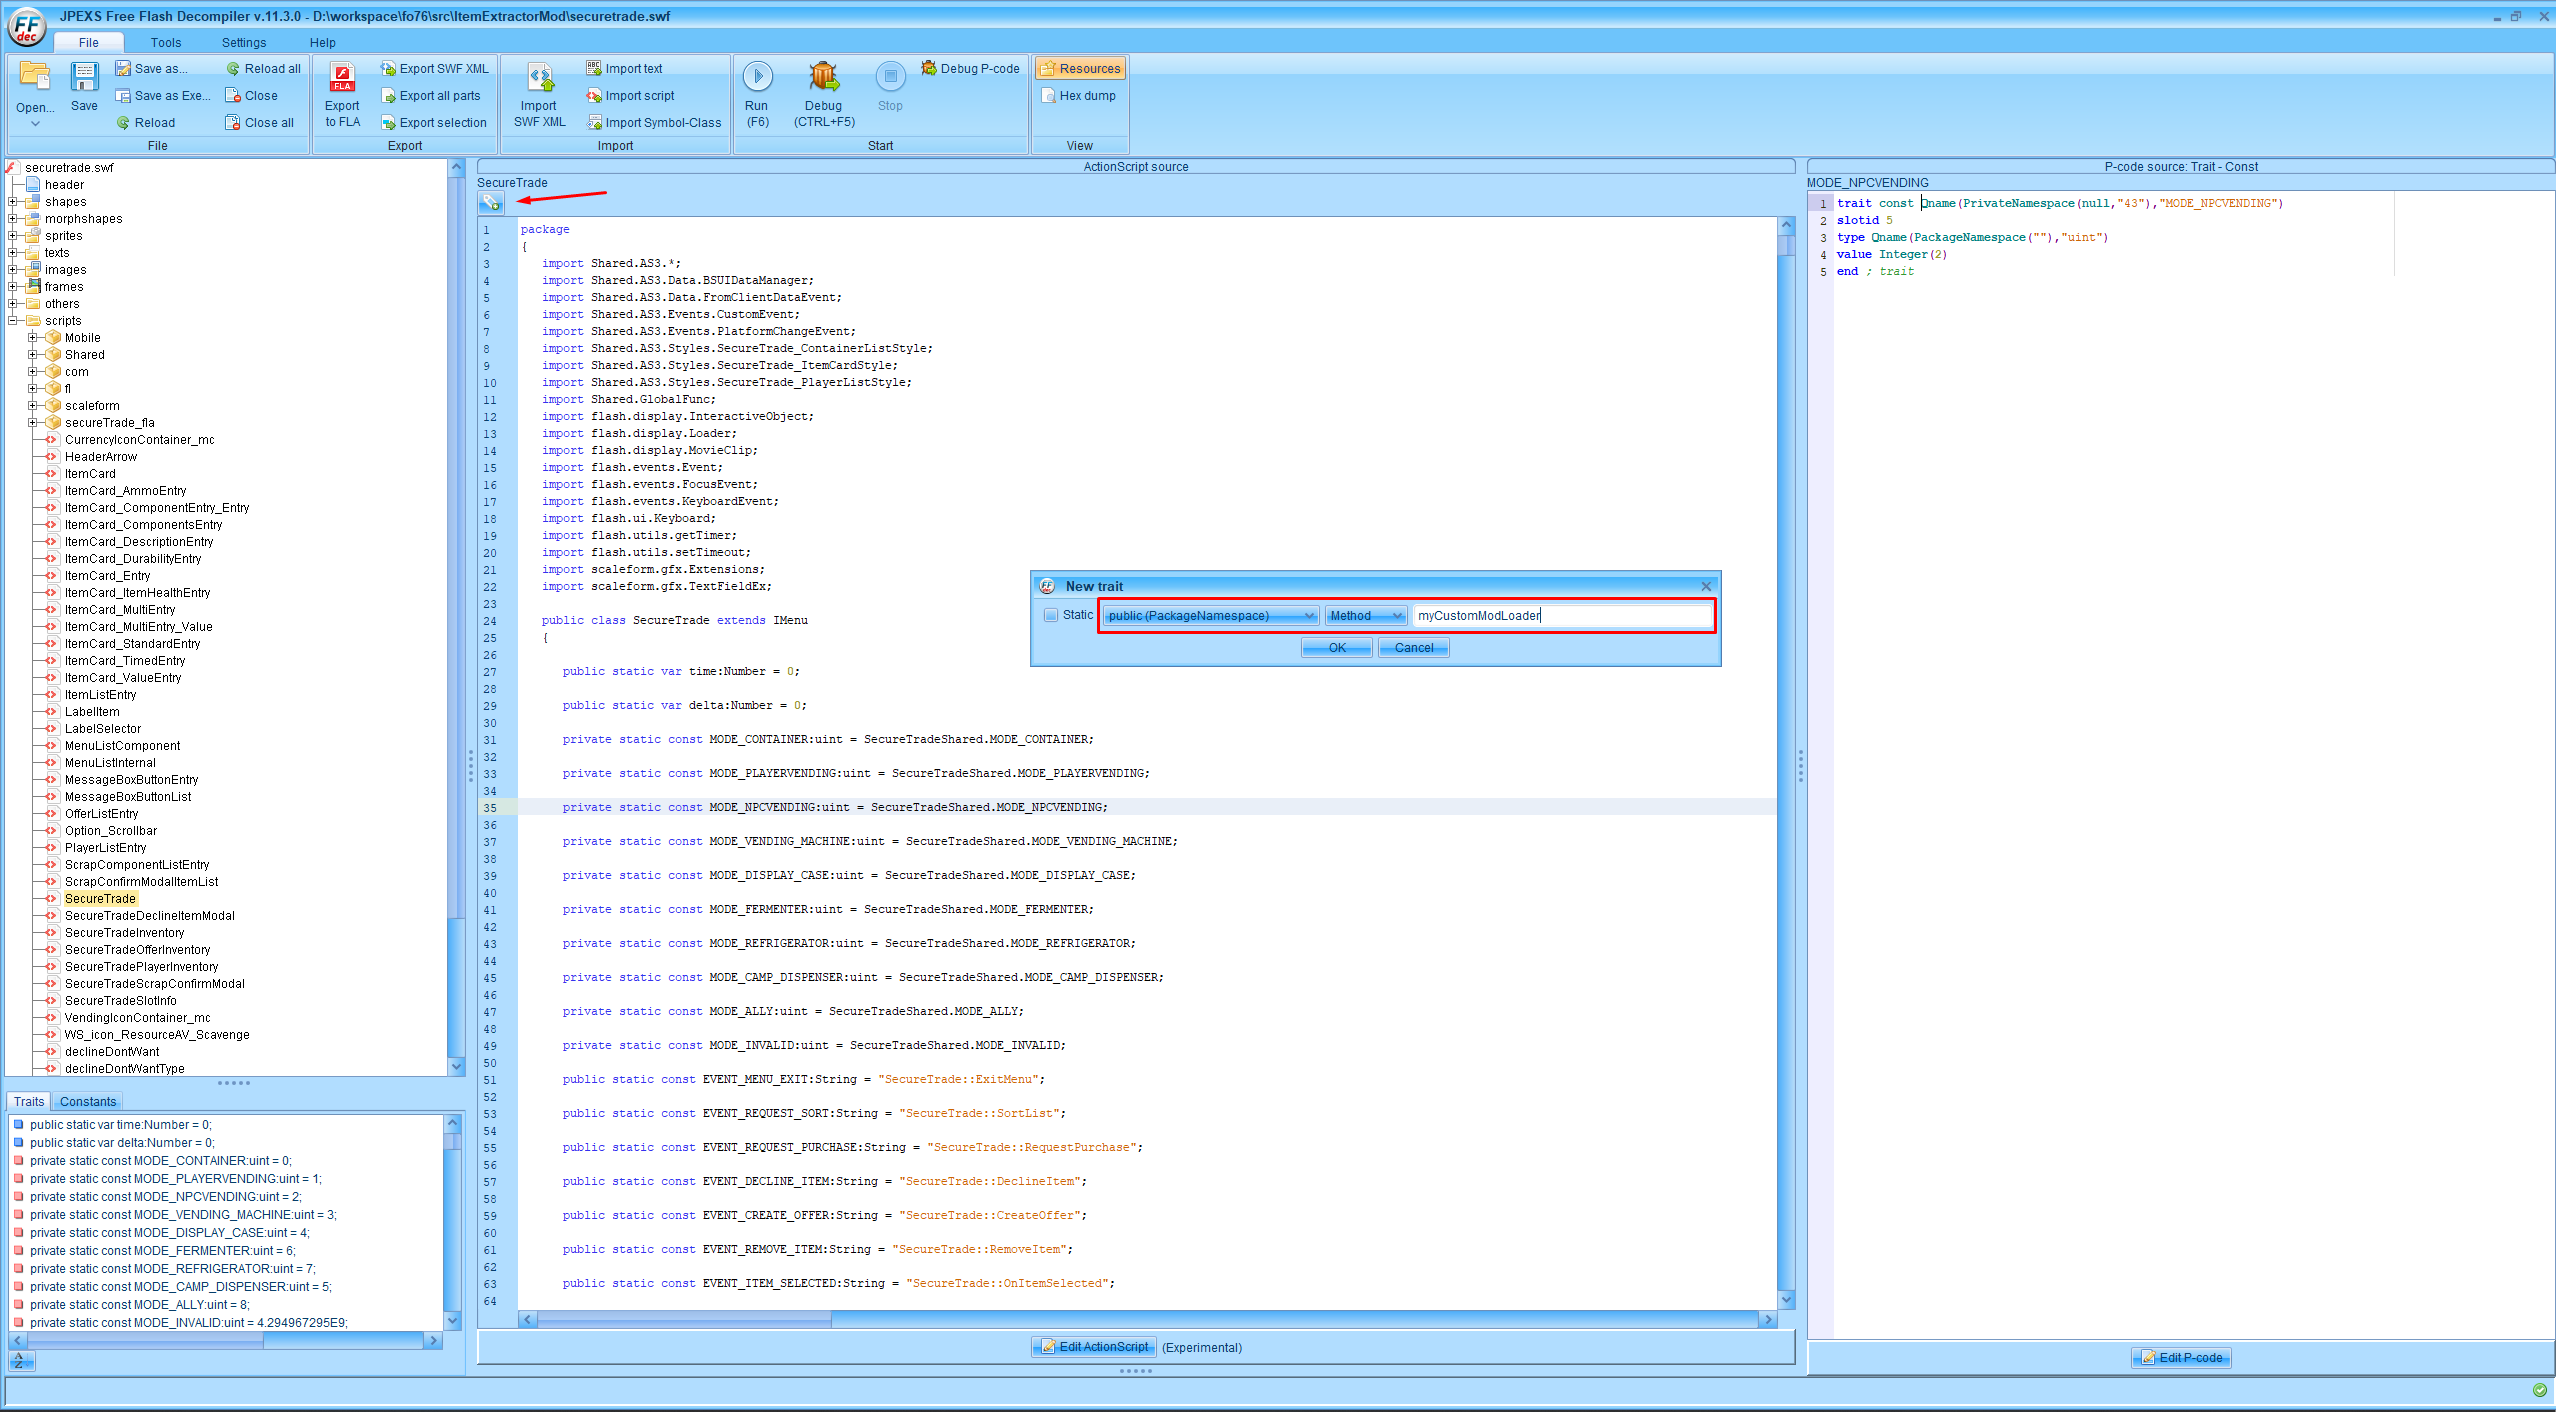 JPEXS Free Flash Decompiler v.11.3.0 - D:\workspace\fo76\src\ItemExtractorMod\securetrade.swf
FF dec
File Tools Settings Help
Open...
Save
Save as...
Save as Exe...
Reload
Reload all
Close
Close all
File
Export to FLA
Export SWF XML
Export all parts
Export selection
Export
Import SWF XML
Import text
Import script
Import Symbol-Class
Import
Run (F6)
Debug (CTRL+F5)
Stop
Debug P-code
Start
Resources
Hex dump
View
securetrade.swf
header
shapes
morphshapes
sprites
texts
images
frames
others
scripts
Mobile
Shared
com
fl
scaleform
secureTrade_fla
CurrencyIconContainer_mc
HeaderArrow
ItemCard
ItemCard_AmmoEntry
ItemCard_ComponentEntry_Entry
ItemCard_ComponentsEntry
ItemCard_DescriptionEntry
ItemCard_DurabilityEntry
ItemCard_Entry
ItemCard_ItemHealthEntry
ItemCard_MultiEntry
ItemCard_MultiEntry_Value
ItemCard_StandardEntry
ItemCard_TimedEntry
ItemCard_ValueEntry
ItemListEntry
LabelItem
LabelSelector
MenuListComponent
MenuListInternal
MessageBoxButtonEntry
MessageBoxButtonList
OfferListEntry
Option_Scrollbar
PlayerListEntry
ScrapComponentListEntry
ScrapConfirmModalItemList
SecureTrade
SecureTradeDeclineItemModal
SecureTradeInventory
SecureTradeOfferInventory
SecureTradePlayerInventory
SecureTradeScrapConfirmModal
SecureTradeSlotInfo
VendingIconContainer_mc
WS_icon_ResourceAV_Scavenge
declineDontWant
declineDontWantType
Traits Constants
public static var time:Number = 0;
public static var delta:Number = 0;
private static const MODE_CONTAINER:uint = 0;
private static const MODE_PLAYERVENDING:uint = 1;
private static const MODE_NPCVENDING:uint = 2;
private static const MODE_VENDING_MACHINE:uint = 3;
private static const MODE_DISPLAY_CASE:uint = 4;
private static const MODE_FERMENTER:uint = 6;
private static const MODE_REFRIGERATOR:uint = 7;
private static const MODE_CAMP_DISPENSER:uint = 5;
private static const MODE_ALLY:uint = 8;
private static const MODE_INVALID:uint = 4.294967295E9;
ActionScript source
SecureTrade
1 package
2 {
3 import Shared.AS3.*;
4 import Shared.AS3.Data.BSUIDataManager;
5 import Shared.AS3.Data.FromClientDataEvent;
6 import Shared.AS3.Events.CustomEvent;
7 import Shared.AS3.Events.PlatformChangeEvent;
8 import Shared.AS3.Styles.SecureTrade_ContainerListStyle;
9 import Shared.AS3.Styles.SecureTrade_ItemCardStyle;
10 import Shared.AS3.Styles.SecureTrade_PlayerListStyle;
11 import Shared.GlobalFunc;
12 import flash.display.InteractiveObject;
13 import flash.display.Loader;
14 import flash.display.MovieClip;
15 import flash.events.Event;
16 import flash.events.FocusEvent;
17 import flash.events.KeyboardEvent;
18 import flash.ui.Keyboard;
19 import flash.utils.getTimer;
20 import flash.utils.setTimeout;
21 import scaleform.gfx.Extensions;
22 import scaleform.gfx.TextFieldEx;
23
24 public class SecureTrade extends IMenu
25 {
26
27 public static var time:Number = 0;
28
29 public static var delta:Number = 0;
30
31 private static const MODE_CONTAINER:uint = SecureTradeShared.MODE_CONTAINER;
32
33 private static const MODE_PLAYERVENDING:uint = SecureTradeShared.MODE_PLAYERVENDING;
34
35 private static const MODE_NPCVENDING:uint = SecureTradeShared.MODE_NPCVENDING;
36
37 private static const MODE_VENDING_MACHINE:uint = SecureTradeShared.MODE_VENDING_MACHINE;
38
39 private static const MODE_DISPLAY_CASE:uint = SecureTradeShared.MODE_DISPLAY_CASE;
40
41 private static const MODE_FERMENTER:uint = SecureTradeShared.MODE_FERMENTER;
42
43 private static const MODE_REFRIGERATOR:uint = SecureTradeShared.MODE_REFRIGERATOR;
44
45 private static const MODE_CAMP_DISPENSER:uint = SecureTradeShared.MODE_CAMP_DISPENSER;
46
47 private static const MODE_ALLY:uint = SecureTradeShared.MODE_ALLY;
48
49 private static const MODE_INVALID:uint = SecureTradeShared.MODE_INVALID;
50
51 public static const EVENT_MENU_EXIT:String = "SecureTrade::ExitMenu";
52
53 public static const EVENT_REQUEST_SORT:String = "SecureTrade::SortList";
54
55 public static const EVENT_REQUEST_PURCHASE:String = "SecureTrade::RequestPurchase";
56
57 public static const EVENT_DECLINE_ITEM:String = "SecureTrade::DeclineItem";
58
59 public static const EVENT_CREATE_OFFER:String = "SecureTrade::CreateOffer";
60
61 public static const EVENT_REMOVE_ITEM:String = "SecureTrade::RemoveItem";
62
63 public static const EVENT_ITEM_SELECTED:String = "SecureTrade::OnItemSelected";
64
Edit ActionScript (Experimental)
FF dec New trait
Static public (PackageNamespace) Method myCustomModLoader
OK Cancel
P-code source: Trait - Const
MODE_NPCVENDING
1 trait const Qname(PrivateNamespace(null,"43"),"MODE_NPCVENDING")
2 slotid 5
3 type Qname(PackageNamespace(""),"uint")
4 value Integer(2)
5 end ; trait
Edit P-code